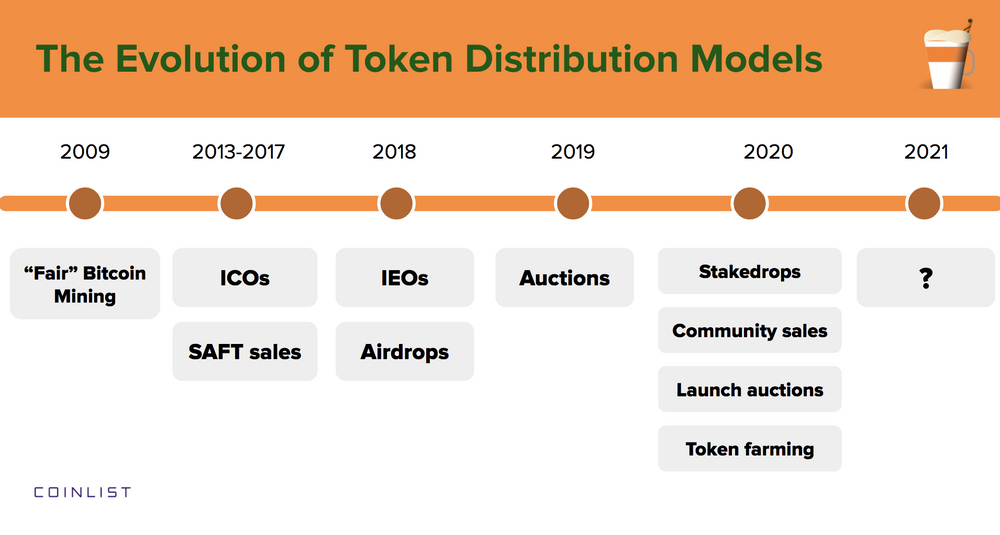 The Evolution of Token Distribution Models
2009
2013-2017
2018
2019
2020
2021
“Fair” Bitcoin
Mining
ICOs
SAFT sales
IEOs
Airdrops
Auctions
Stakedrops
Community sales
Launch auctions
Token farming
?
COINLIST